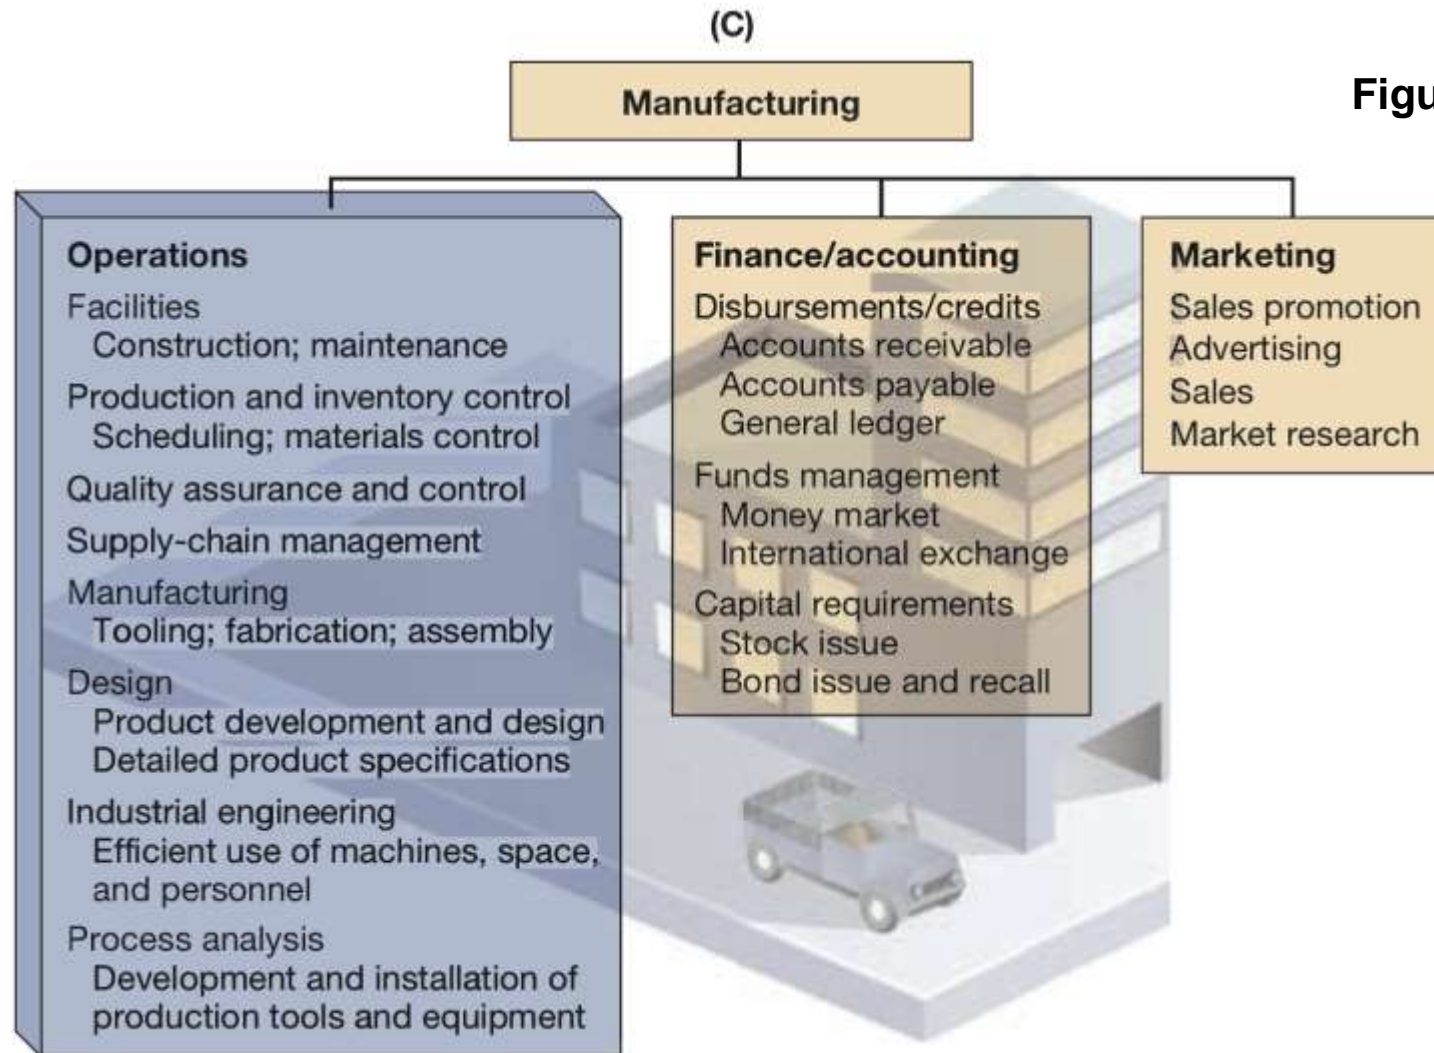 (C)
Manufacturing
Figu
Operations
Facilities
Construction; maintenance
Production and inventory control
Scheduling; materials control
Quality assurance and control
Supply-chain management
Manufacturing
Tooling; fabrication; assembly
Design
Product development and design
Detailed product specifications
Industrial engineering
Efficient use of machines, space,
and personnel
Process analysis
Development and installation of
production tools and equipment
Finance/accounting
Disbursements/credits
Accounts receivable
Accounts payable
General ledger
Funds management
Money market
International exchange
Capital requirements
Stock issue
Bond issue and recall
Marketing
Sales promotion
Advertising
Sales
Market research